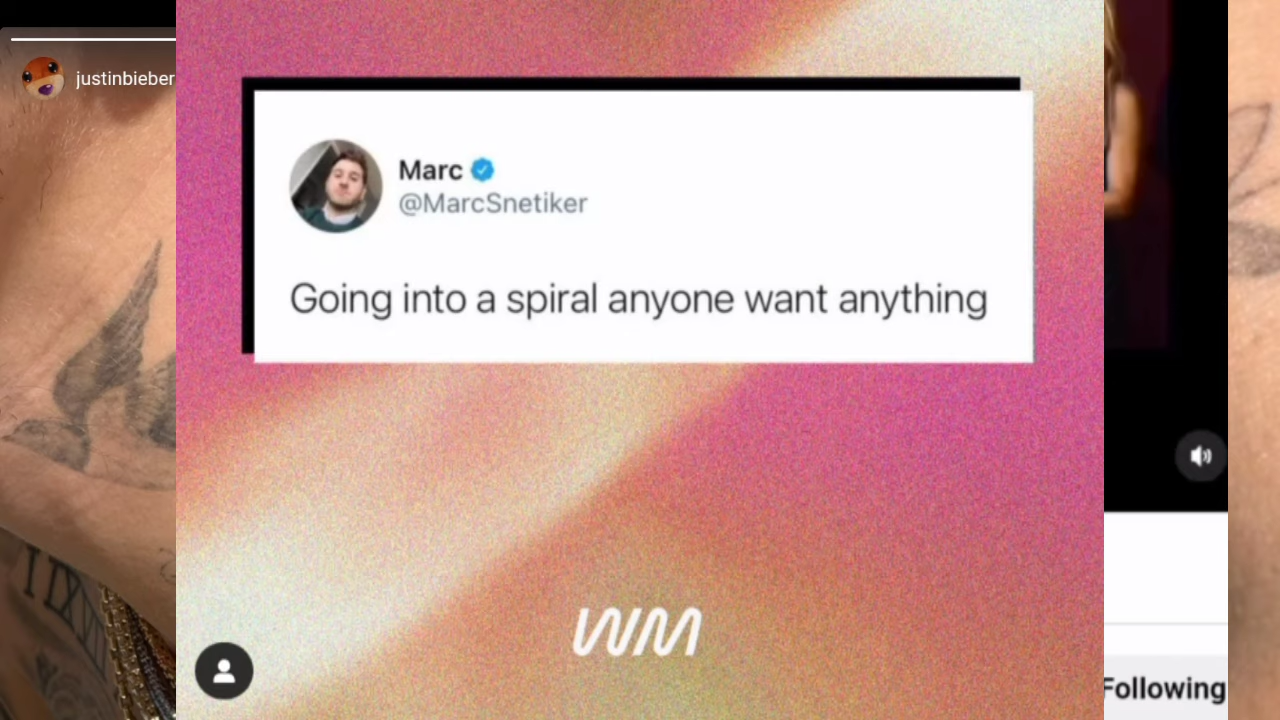 justinbieber
Marc
@MarcSnetiker
Going into a spiral anyone want anything
WM
Following